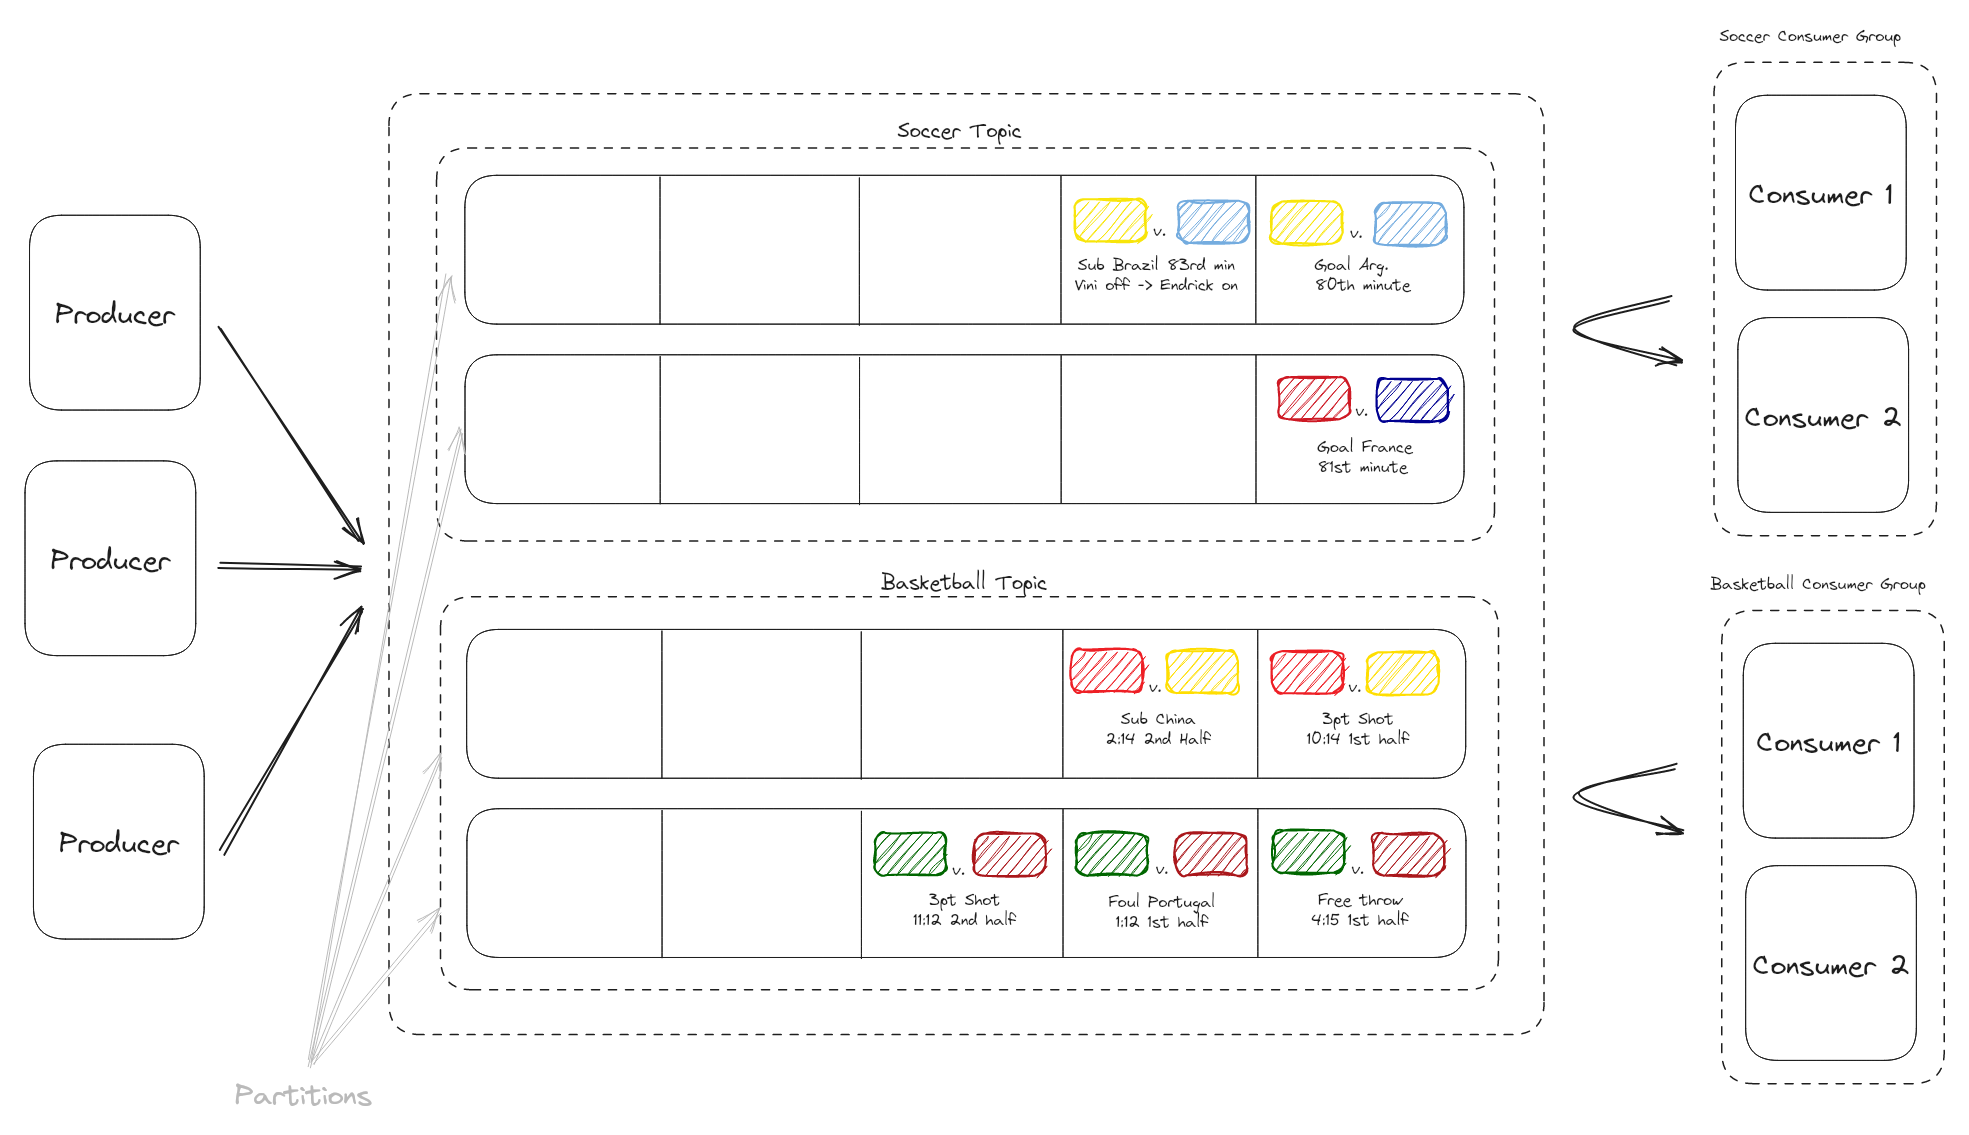 Soccer Consumer Group
Soccer Topic
Consumer 1
v.
v.
Sub Brazil 83rd min
Vini off -> Endrick on
Goal Arg.
80th minute
Producer
Consumer 2
v.
Goal France
81st minute
Producer
Basketball Topic
Basketball Consumer Group
v.
v.
Sub China
2:14 2nd Half
3pt Shot
10:14 1st half
Consumer 1
Producer
v.
v.
v.
3pt Shot
11:12 2nd half
Foul Portugal
1:12 1st half
Free throw
4:15 1st half
Consumer 2
Partitions